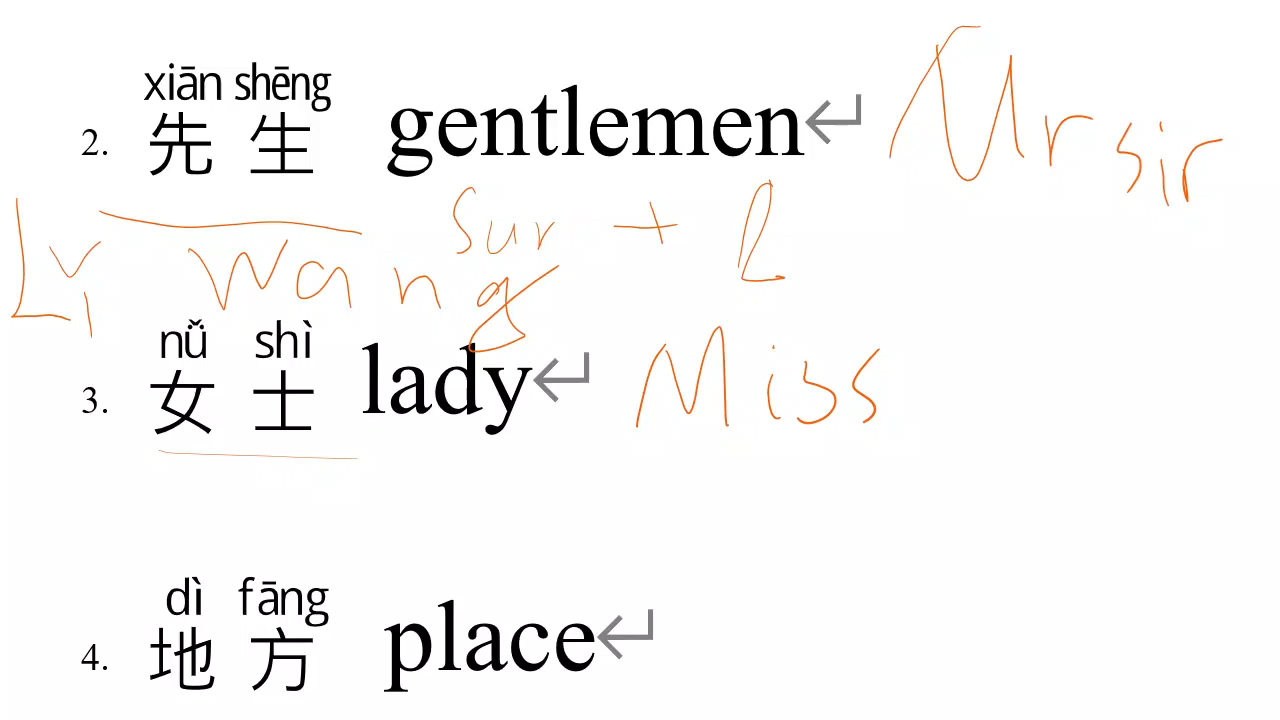 xiān shēng
2. 先 生 gentlemen↵ Mr sir
sur + 
Li Wang
nǚ shì
3. 女 士 lady↵ Miss
dì fāng
4. 地 方 place↵